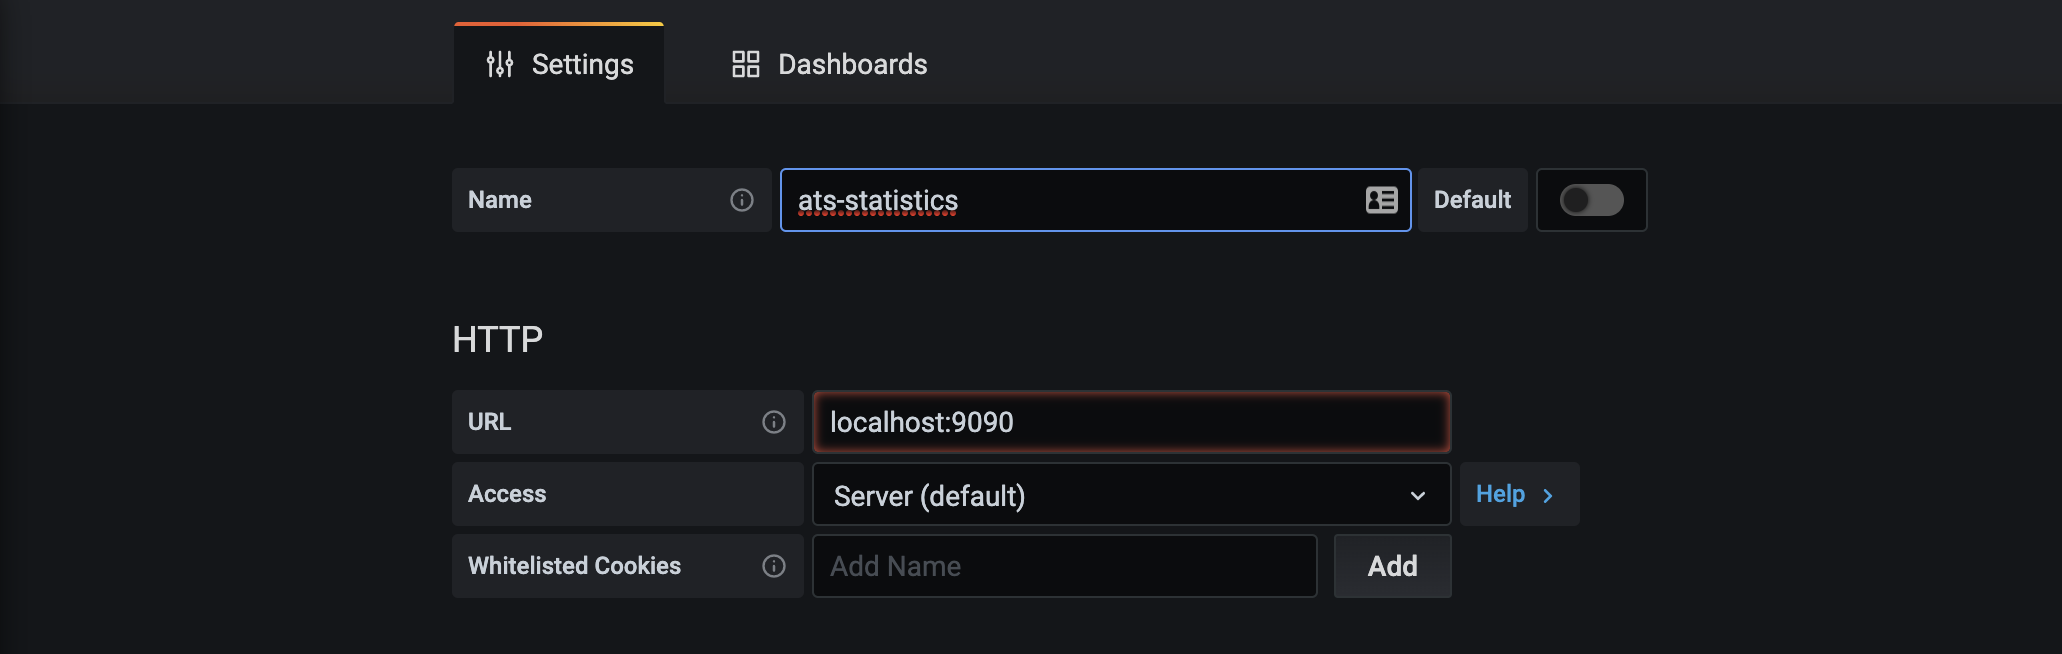 Settings Dashboards
Name ats-statistics Default
HTTP
URL localhost:9090
Access Server (default) Help
Whitelisted Cookies Add Name Add